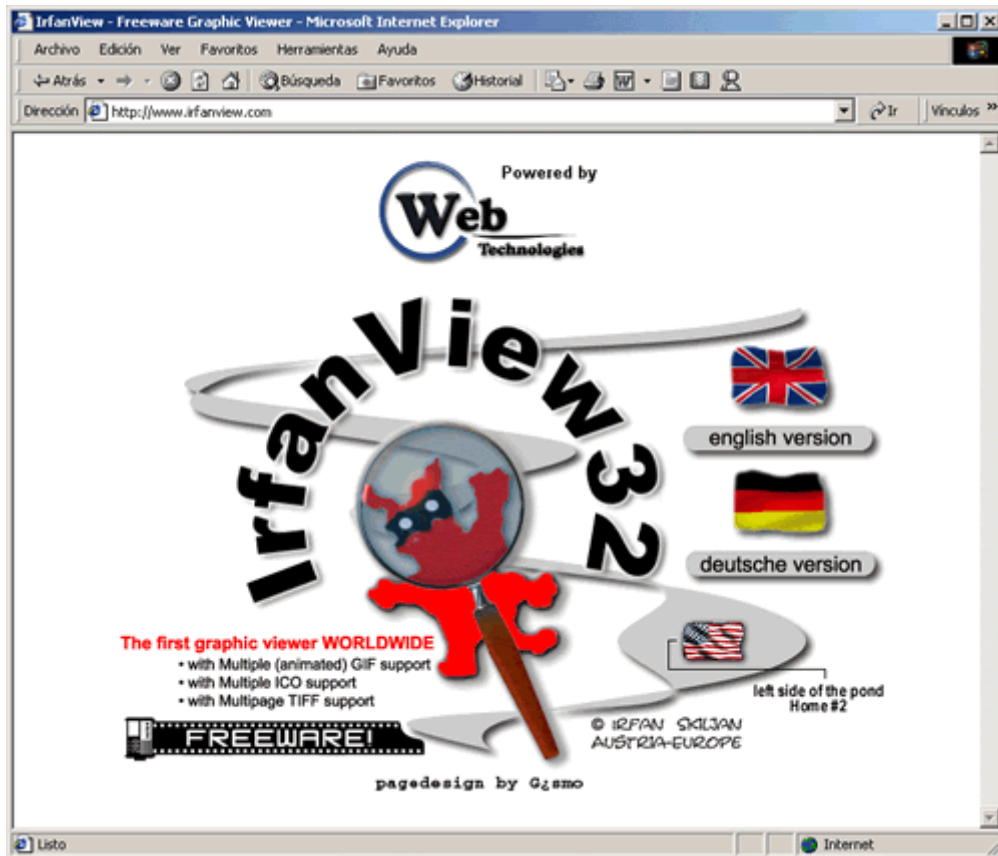 IrfanView - Freeware Graphic Viewer - Microsoft Internet Explorer
Archivo Edición Ver Favoritos Herramientas Ayuda
Atrás Búsqueda Favoritos Historial
Dirección http://www.irfanview.com Ir Vínculos »
Powered by
Web
Technologies
IrfanView32
english version
deutsche version
The first graphic viewer WORLDWIDE
• with Multiple (animated) GIF support
• with Multiple ICO support
• with Multipage TIFF support
left side of the pond
Home #2
FREEWARE!
© IRFAN SKILJAN
AUSTRIA-EUROPE
pagedesign by G¿smo
Listo Internet